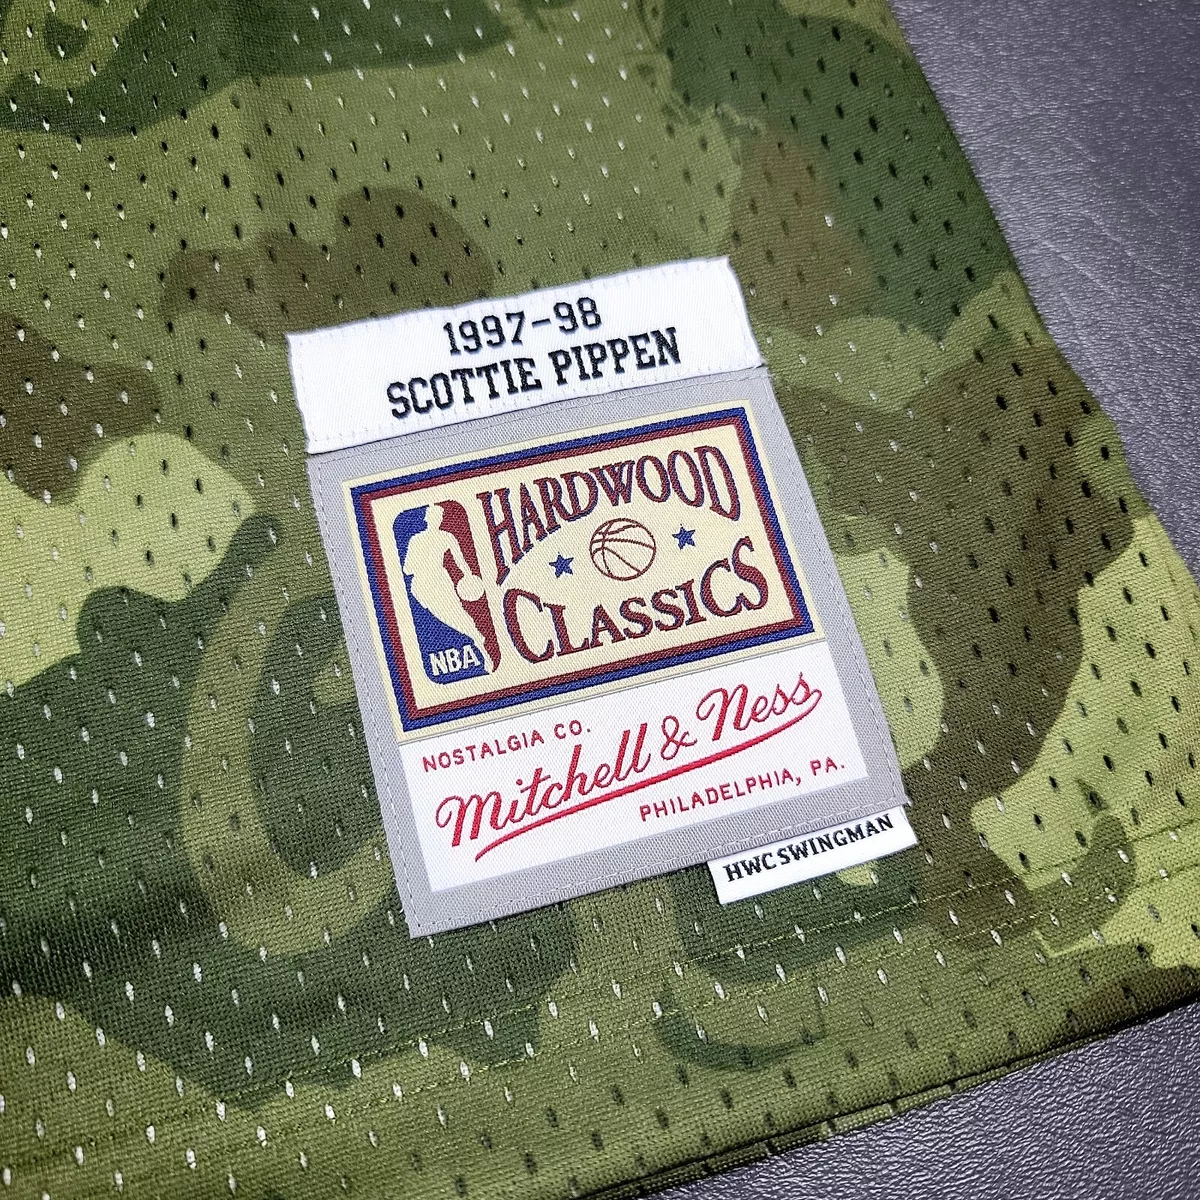 1997-98
SCOTTIE PIPPEN
HARDWOOD
CLASSICS
NBA
NOSTALGIA CO.
Mitchell & Ness
PHILADELPHIA, PA.
HWC SWINGMAN